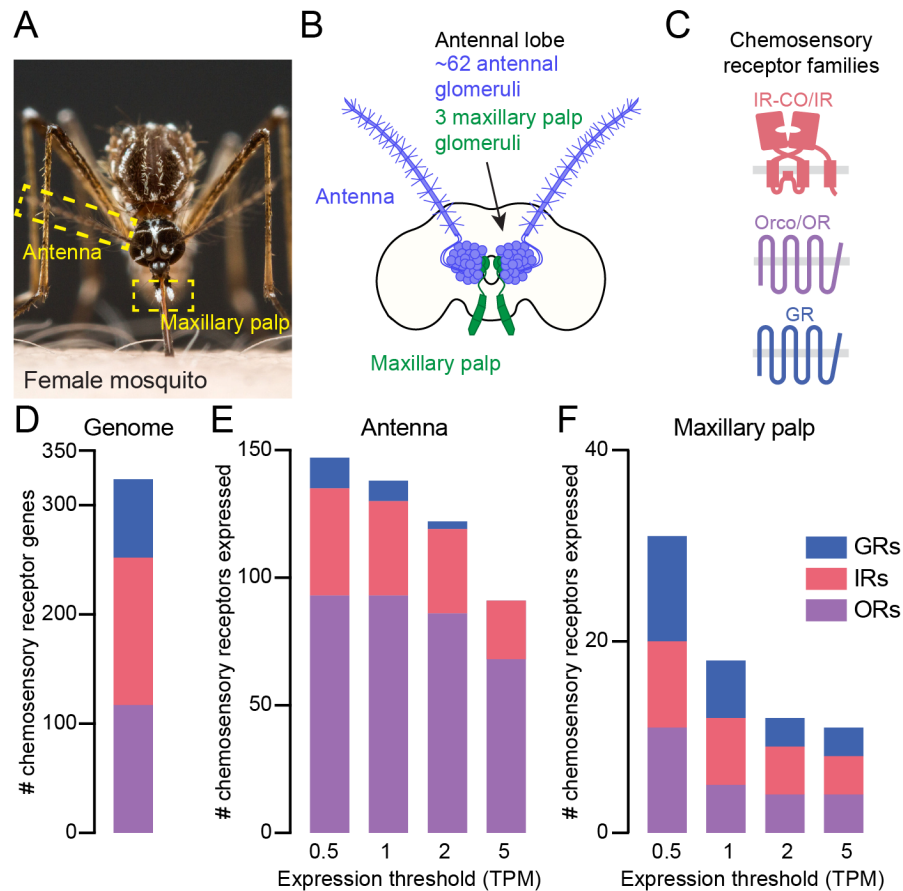 A
Antenna
Maxillary palp
Female mosquito
B
Antennal lobe
~62 antennal
glomeruli
3 maxillary palp
glomeruli
Antenna
Maxillary palp
C
Chemosensory
receptor families
IR-CO/IR
Orco/OR
GR
D
Genome
# chemosensory receptor genes
350
300
200
100
0
E
Antenna
# chemosensory receptors expressed
150
100
50
0
0.5
1
2
5
Expression threshold (TPM)
F
Maxillary palp
# chemosensory receptors expressed
40
20
0
0.5
1
2
5
Expression threshold (TPM)
GRs
IRs
ORs